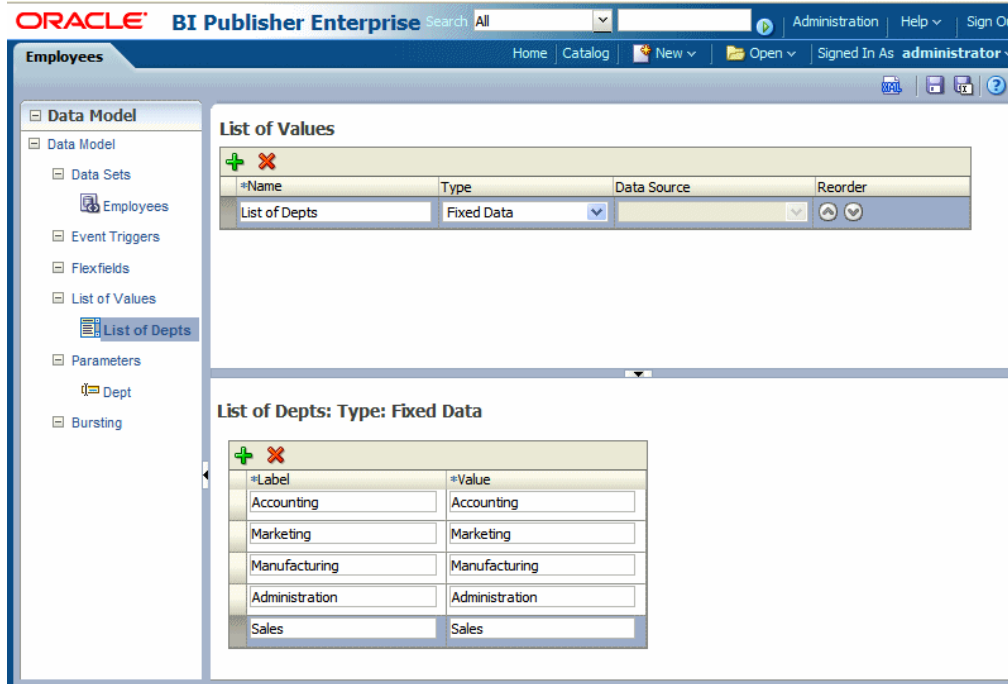 ORACLE® BI Publisher Enterprise Search All Administration Help Sign Ou
Employees Home Catalog New Open Signed In As administrator
XML
Data Model
Data Model
Data Sets
Employees
Event Triggers
Flexfields
List of Values
List of Depts
Parameters
Dept
Bursting
List of Values
*Name Type Data Source Reorder
List of Depts Fixed Data
List of Depts: Type: Fixed Data
*Label *Value
Accounting Accounting
Marketing Marketing
Manufacturing Manufacturing
Administration Administration
Sales Sales